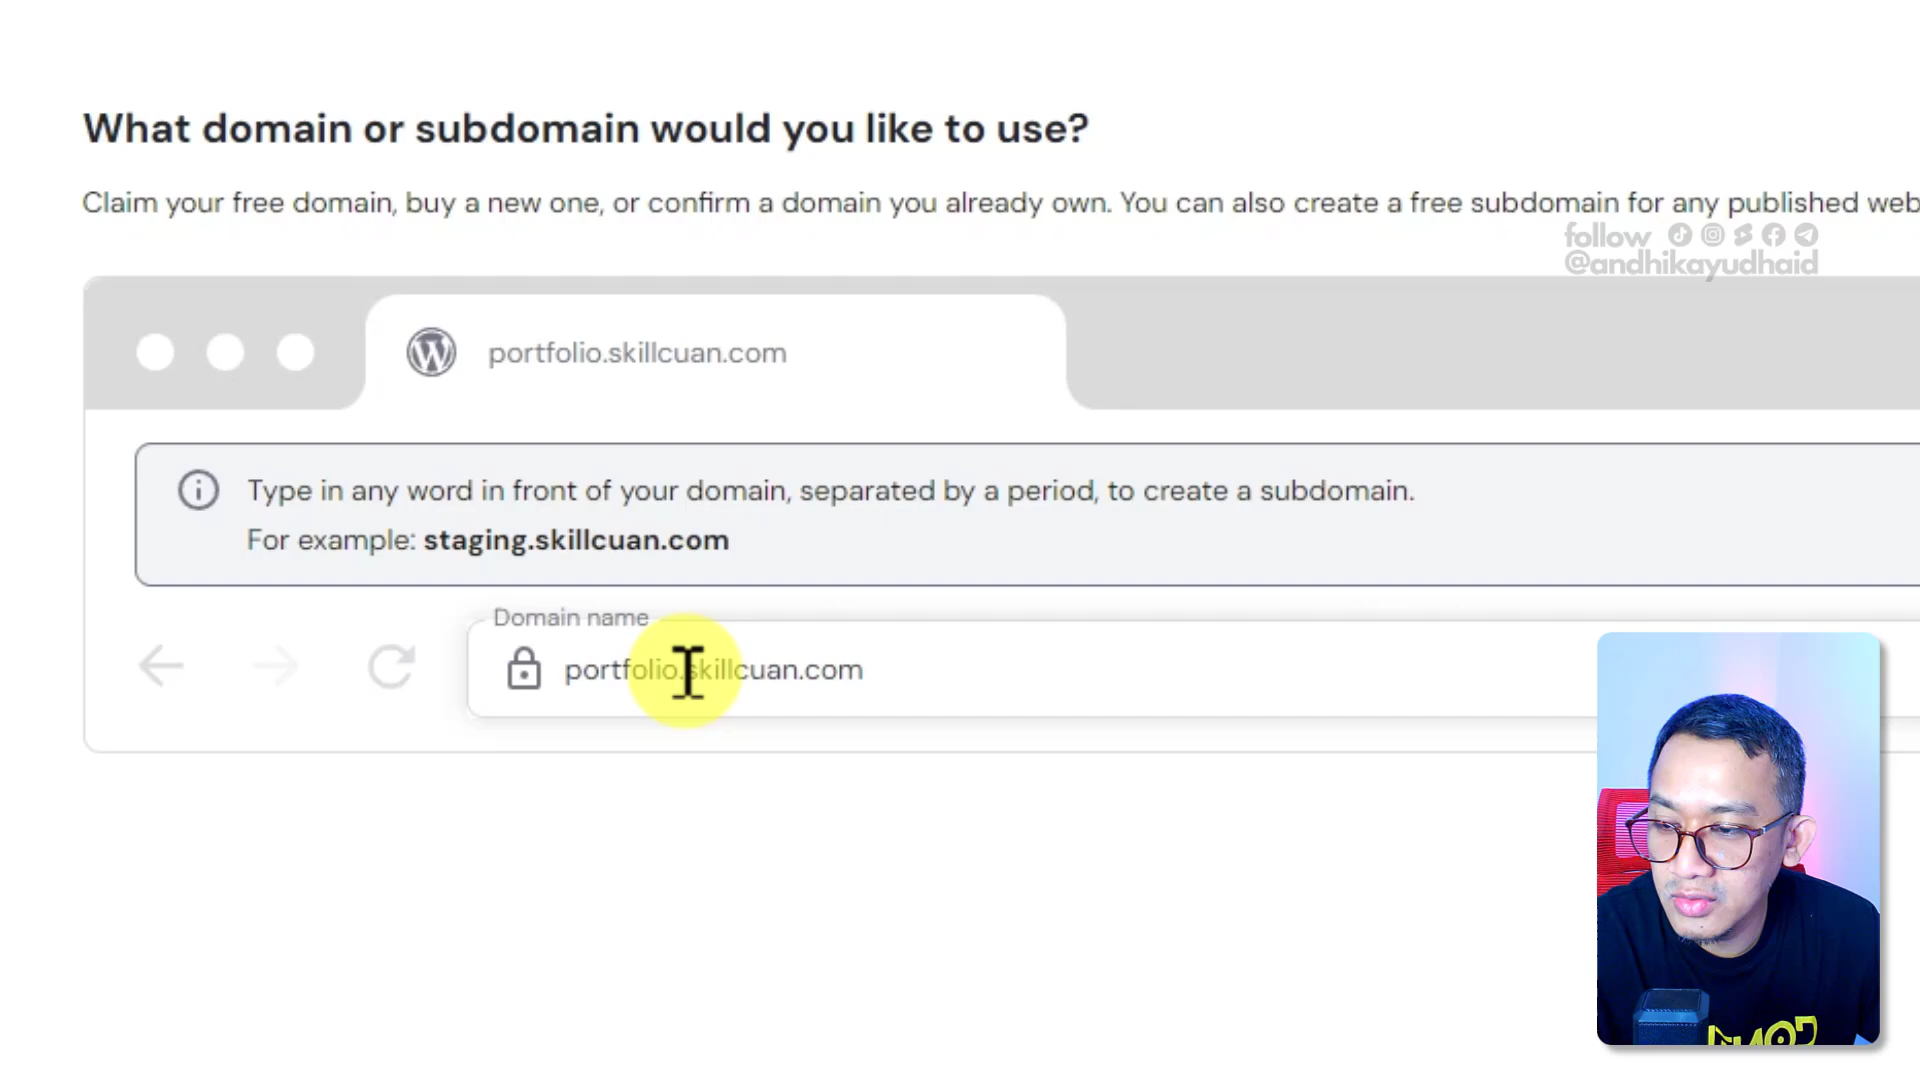 What domain or subdomain would you like to use?
Claim your free domain, buy a new one, or confirm a domain you already own. You can also create a free subdomain for any published web
follow
@andhikayudhaid
portfolio.skillcuan.com
Type in any word in front of your domain, separated by a period, to create a subdomain.
For example: staging.skillcuan.com
Domain name
portfolio.skillcuan.com